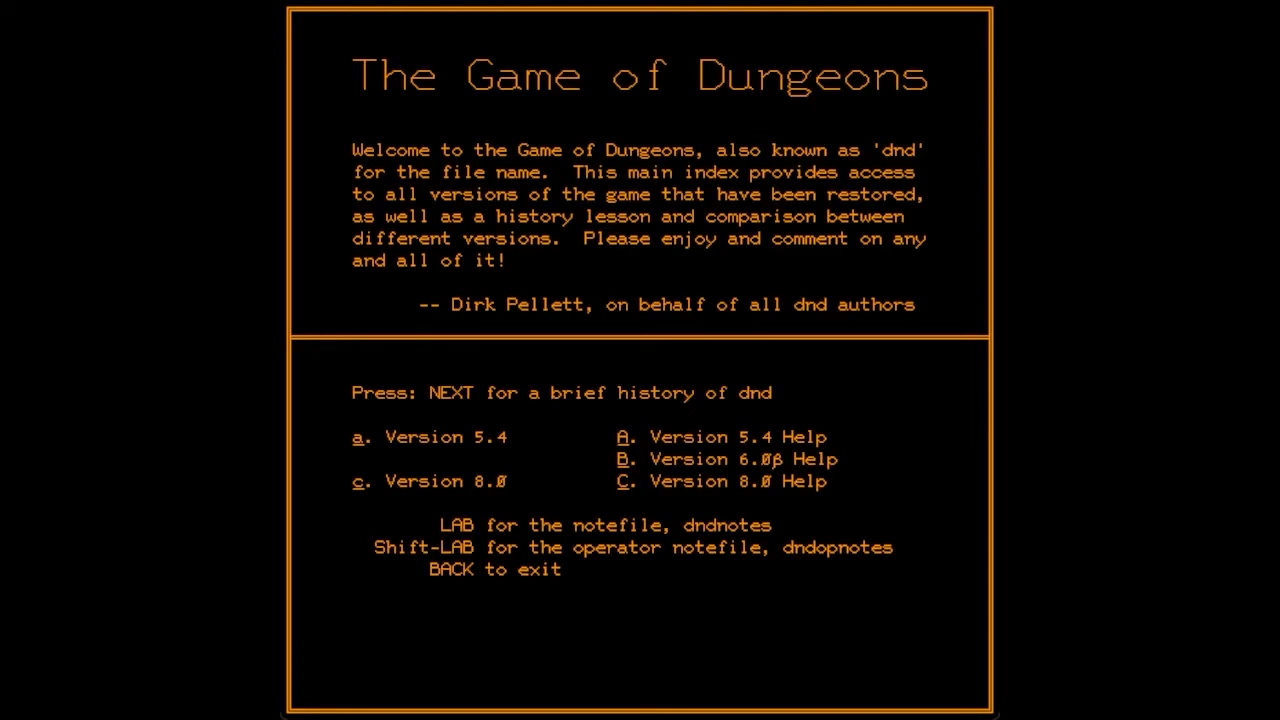 The Game of Dungeons
Welcome to the Game of Dungeons, also known as 'dnd'
for the file name.  This main index provides access
to all versions of the game that have been restored,
as well as a history lesson and comparison between
different versions.  Please enjoy and comment on any
and all of it!
-- Dirk Pellett, on behalf of all dnd authors
Press: NEXT for a brief history of dnd
a. Version 5.4 A. Version 5.4 Help
B. Version 6.0β Help
c. Version 8.0 C. Version 8.0 Help
LAB for the notefile, dndnotes
Shift-LAB for the operator notefile, dndopnotes
BACK to exit